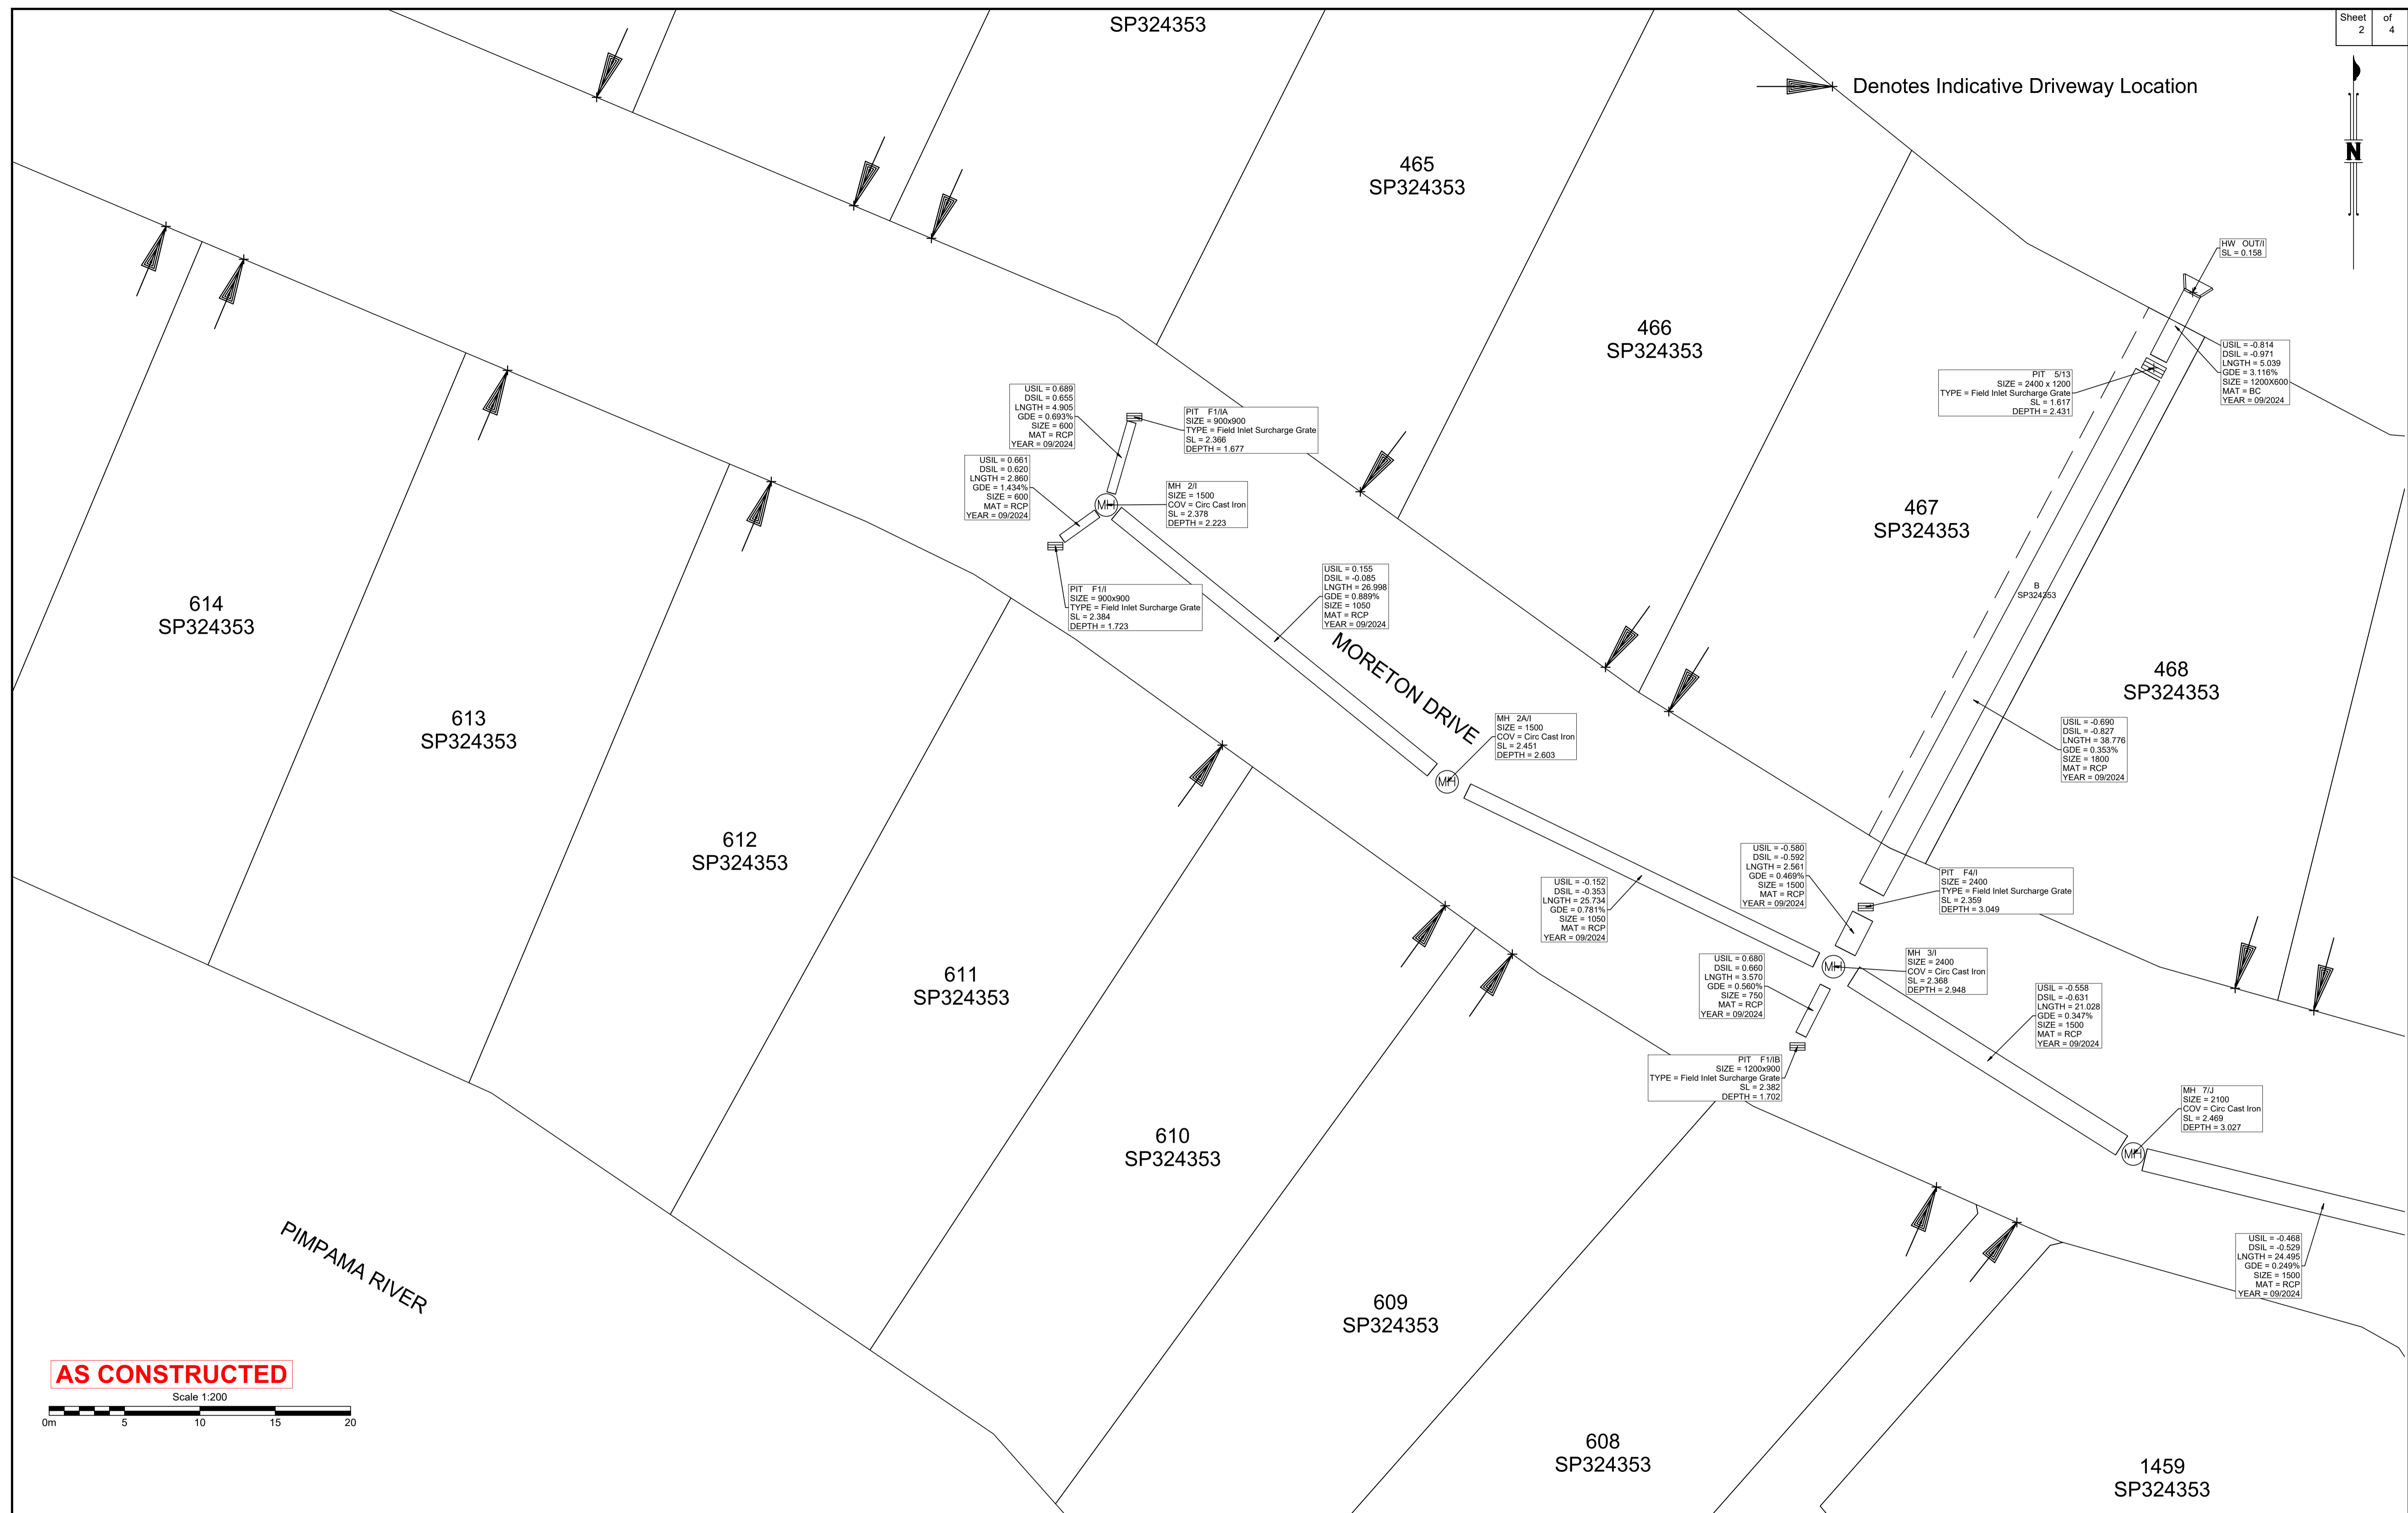 SP324353
Sheet of
2 4
Denotes Indicative Driveway Location
N
465
SP324353
HW OUT/I
SL = 0.158
466
SP324353
USIL = -0.814
DSIL = -0.971
LNGTH = 5.039
GDE = 3.116%
SIZE = 1200X600
MAT = BC
YEAR = 09/2024
PIT 5/13
SIZE = 2400 x 1200
TYPE = Field Inlet Surcharge Grate
SL = 1.617
DEPTH = 2.431
USIL = 0.689
DSIL = 0.655
LNGTH = 4.905
GDE = 0.693%
SIZE = 600
MAT = RCP
YEAR = 09/2024
PIT F1/IA
SIZE = 900x900
TYPE = Field Inlet Surcharge Grate
SL = 2.366
DEPTH = 1.677
USIL = 0.661
DSIL = 0.620
LNGTH = 2.860
GDE = 1.434%
SIZE = 600
MAT = RCP
YEAR = 09/2024
MH
MH 2/I
SIZE = 1500
COV = Circ Cast Iron
SL = 2.378
DEPTH = 2.223
467
SP324353
PIT F1/I
SIZE = 900x900
TYPE = Field Inlet Surcharge Grate
SL = 2.384
DEPTH = 1.723
USIL = 0.155
DSIL = -0.085
LNGTH = 26.998
GDE = 0.889%
SIZE = 1050
MAT = RCP
YEAR = 09/2024
B
SP324353
614
SP324353
MORETON DRIVE
468
SP324353
613
SP324353
MH 2A/I
SIZE = 1500
COV = Circ Cast Iron
SL = 2.451
DEPTH = 2.603
MH
USIL = -0.690
DSIL = -0.827
LNGTH = 38.776
GDE = 0.353%
SIZE = 1800
MAT = RCP
YEAR = 09/2024
612
SP324353
USIL = -0.580
DSIL = -0.592
LNGTH = 2.561
GDE = 0.469%
SIZE = 1500
MAT = RCP
YEAR = 09/2024
PIT F4/I
SIZE = 2400
TYPE = Field Inlet Surcharge Grate
SL = 2.359
DEPTH = 3.049
USIL = -0.152
DSIL = -0.353
LNGTH = 25.734
GDE = 0.781%
SIZE = 1050
MAT = RCP
YEAR = 09/2024
611
SP324353
USIL = 0.680
DSIL = 0.660
LNGTH = 3.570
GDE = 0.560%
SIZE = 750
MAT = RCP
YEAR = 09/2024
MH
MH 3/I
SIZE = 2400
COV = Circ Cast Iron
SL = 2.368
DEPTH = 2.948
USIL = -0.558
DSIL = -0.631
LNGTH = 21.028
GDE = 0.347%
SIZE = 1500
MAT = RCP
YEAR = 09/2024
PIT F1/IB
SIZE = 1200x900
TYPE = Field Inlet Surcharge Grate
SL = 2.382
DEPTH = 1.702
MH 7/J
SIZE = 2100
COV = Circ Cast Iron
SL = 2.469
DEPTH = 3.027
MH
610
SP324353
PIMPAMA RIVER
USIL = -0.468
DSIL = -0.529
LNGTH = 24.495
GDE = 0.249%
SIZE = 1500
MAT = RCP
YEAR = 09/2024
609
SP324353
AS CONSTRUCTED
Scale 1:200
0m 5 10 15 20
608
SP324353
1459
SP324353